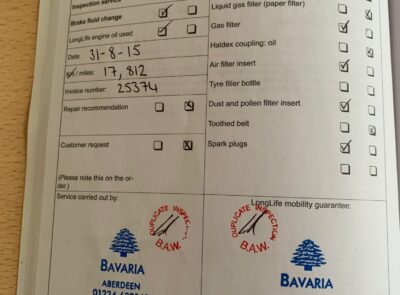 Inspection service
Brake fluid change
LongLife engine oil used
Date: 31-8-15
km / miles: 17,812
Invoice number: 25374
Repair recommendation
Customer request
(Please note this on the or-
der.)
Liquid gas filter (paper filter)
Gas filter
Haldex coupling: oil
Air filter insert
Tyre filler bottle
Dust and pollen filter insert
Toothed belt
Spark plugs
Service carried out by:
DUPLICATE INSPECTION
B.A.W.
BAVARIA
ABERDEEN
LongLife mobility guarantee:
DUPLICATE INSPECTION
B.A.W.
BAVARIA